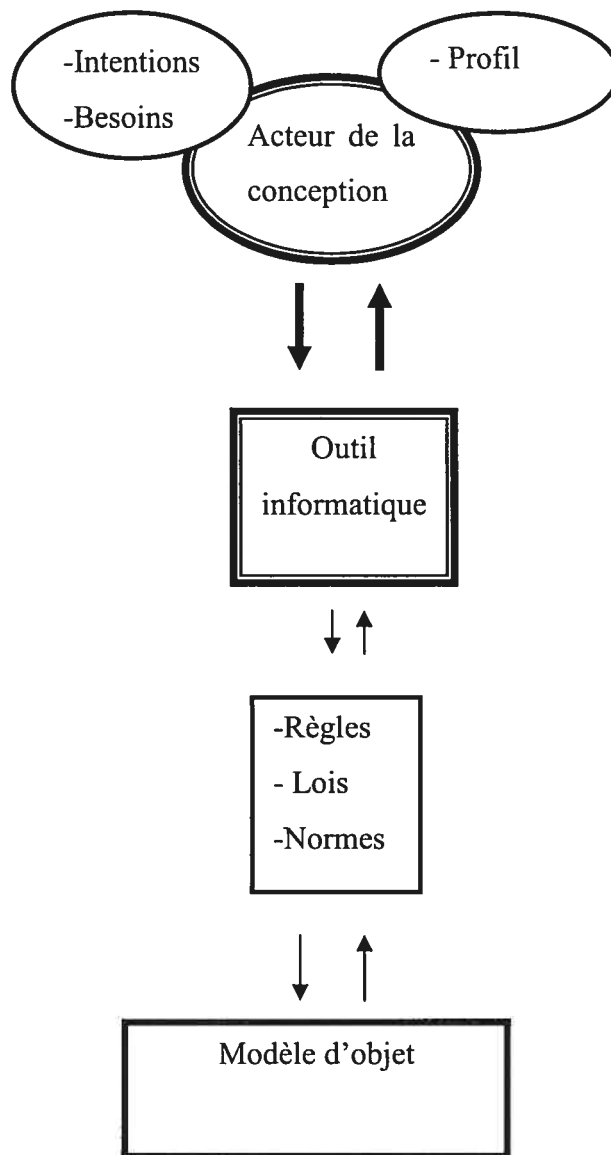 -Intentions
-Besoins
- Profil
Acteur de la
conception
Outil
informatique
-Règles
- Lois
-Normes
Modèle d'objet